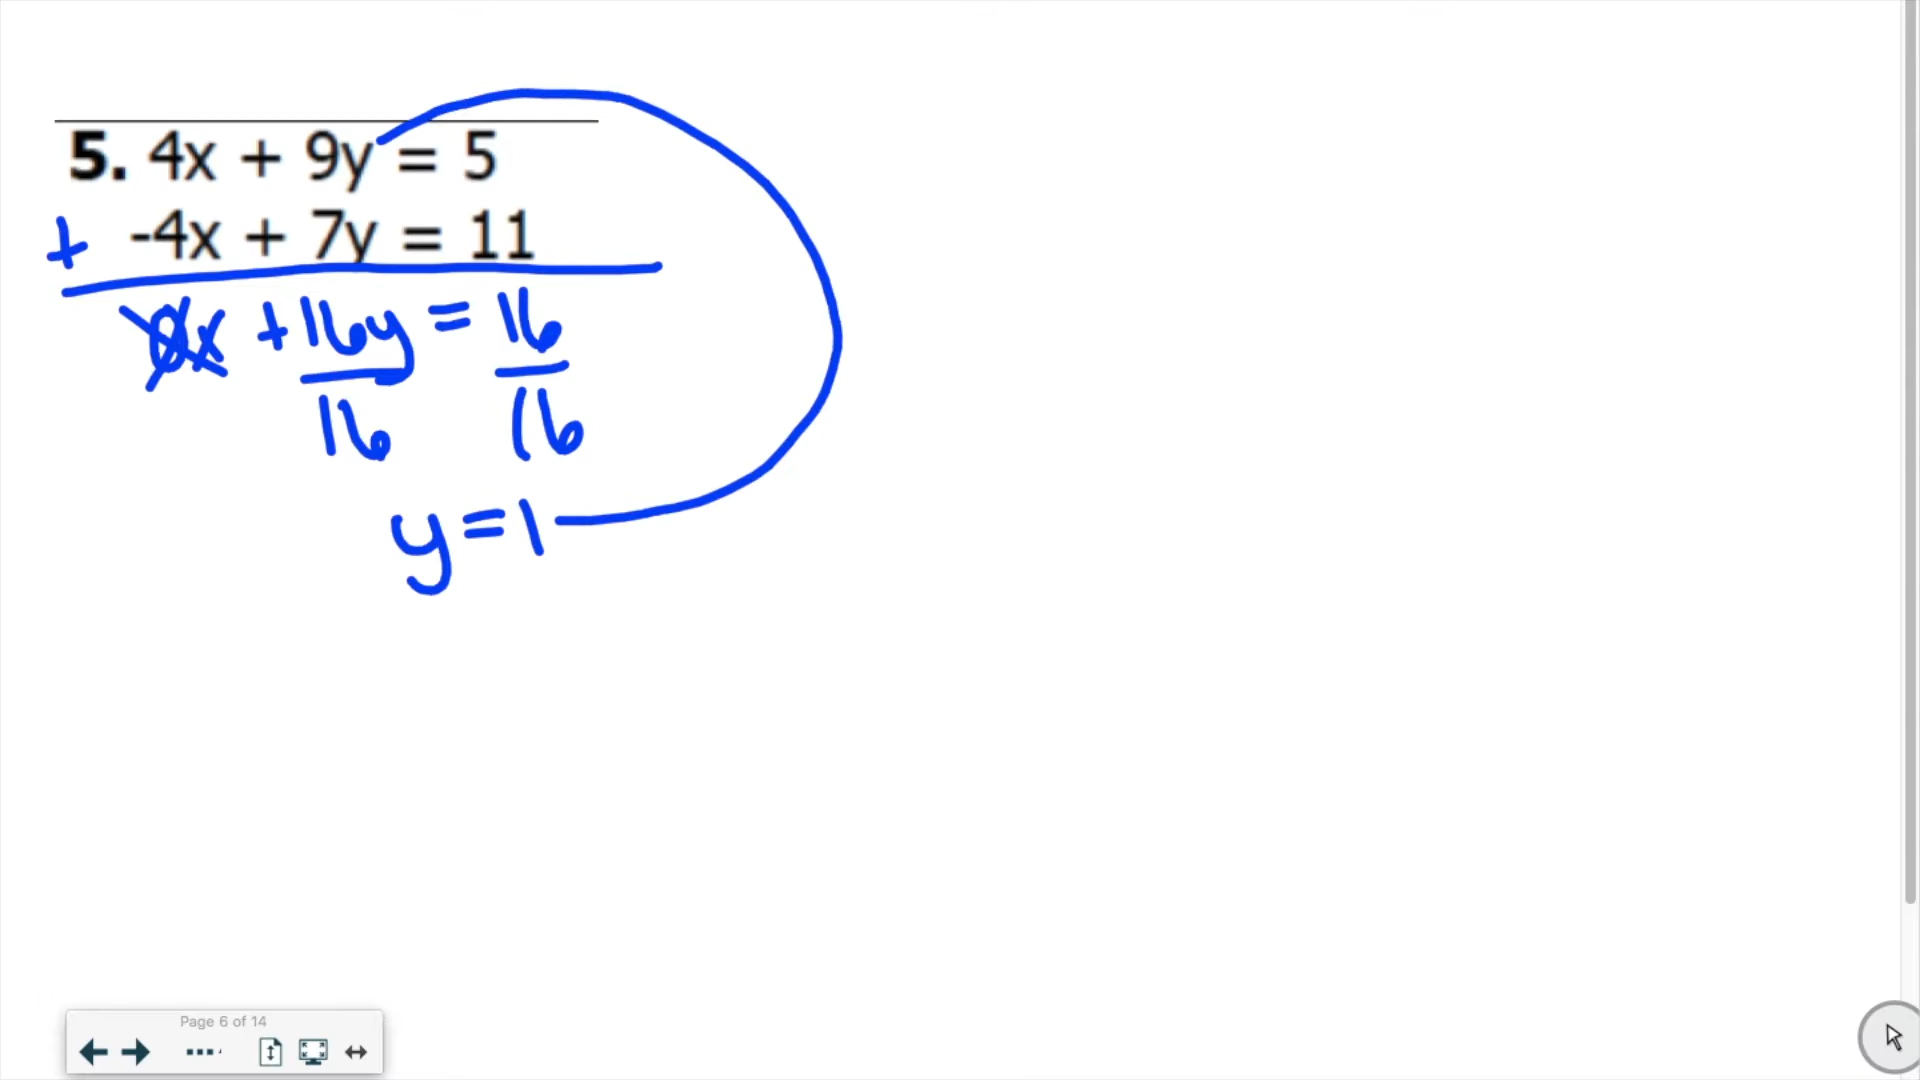 5. 4x + 9y = 5
+ -4x + 7y = 11
0x + 16y = 16
16 16
y = 1
Page 6 of 14